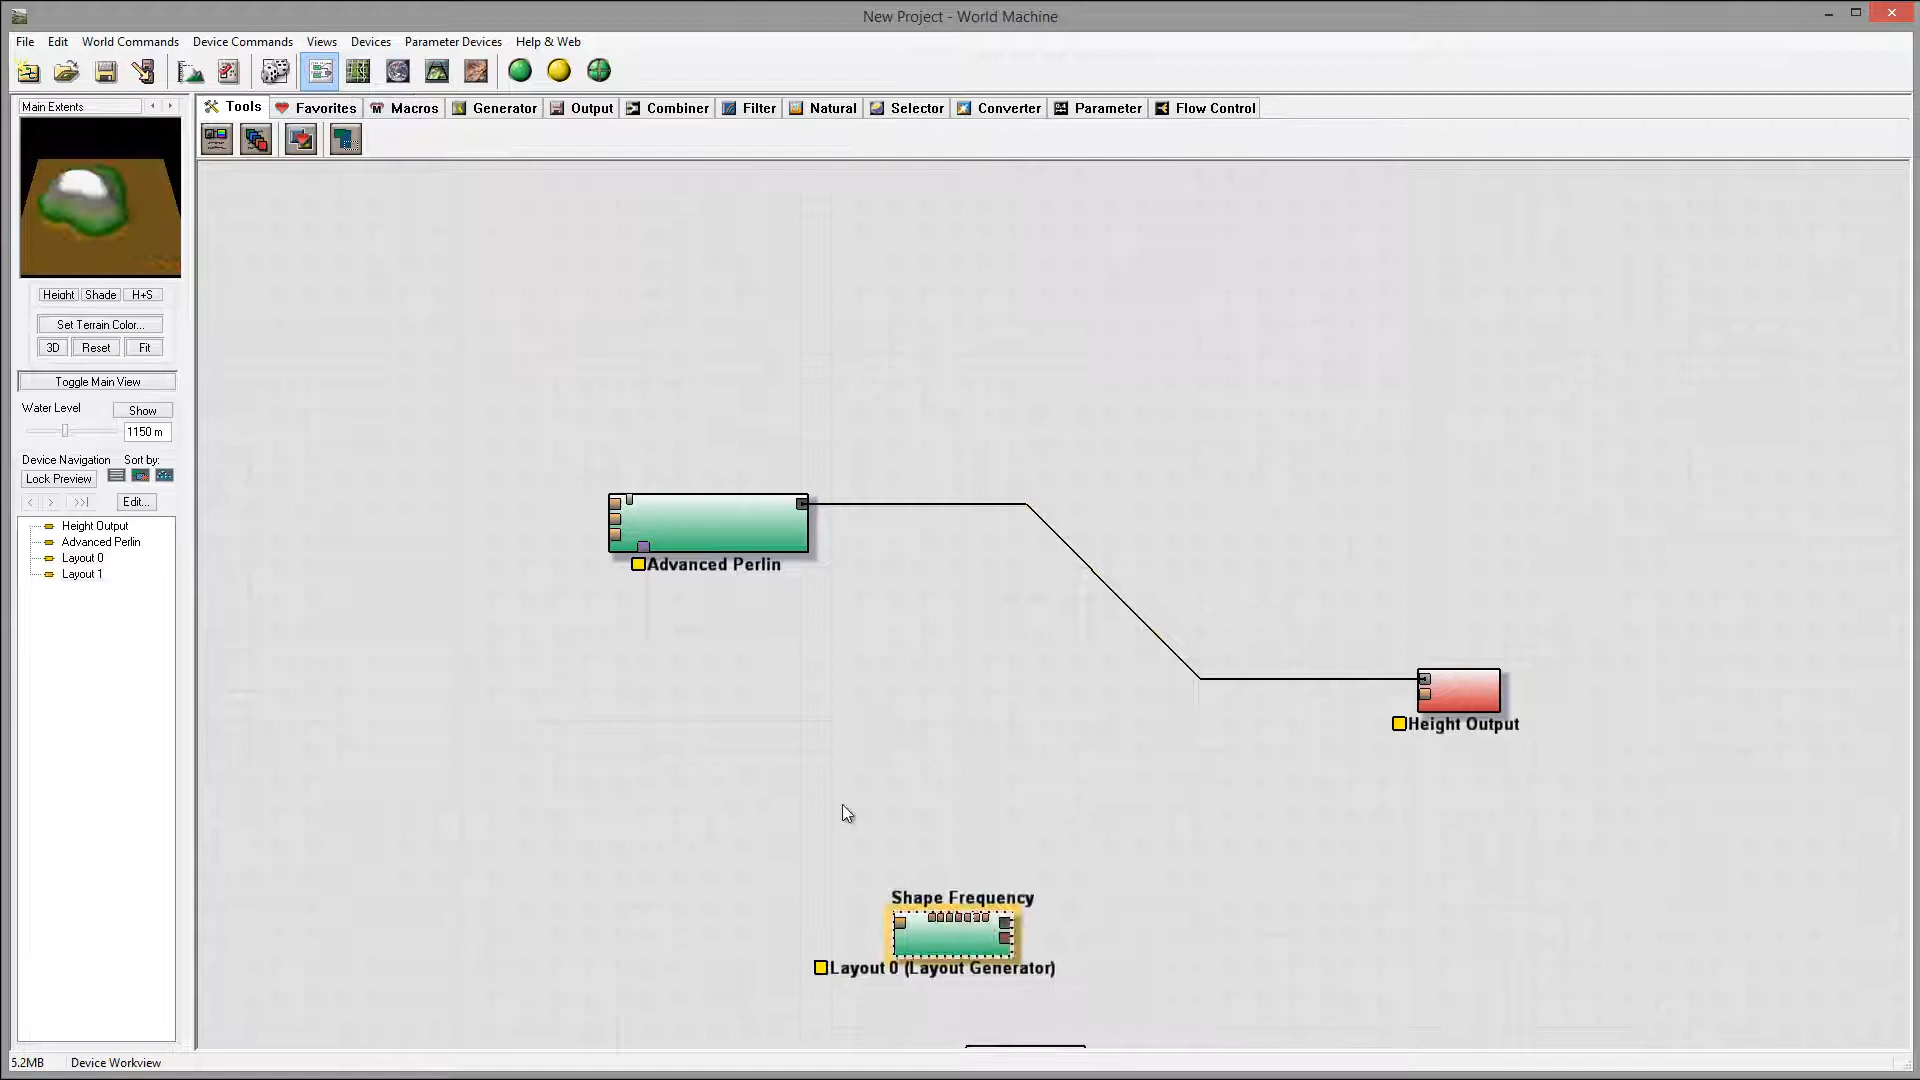 New Project - World Machine
File Edit World Commands Device Commands Views Devices Parameter Devices Help & Web
Main Extents
Tools Favorites Macros Generator Output Combiner Filter Natural Selector Converter Parameter Flow Control
Height Shade H+S
Set Terrain Color...
3D Reset Fit
Toggle Main View
Water Level Show
1150 m
Device Navigation Sort by:
Lock Preview
< > >>| Edit...
Height Output
Advanced Perlin
Layout 0
Layout 1
Advanced Perlin
Height Output
Shape Frequency
Layout 0 (Layout Generator)
5.2MB Device Workview